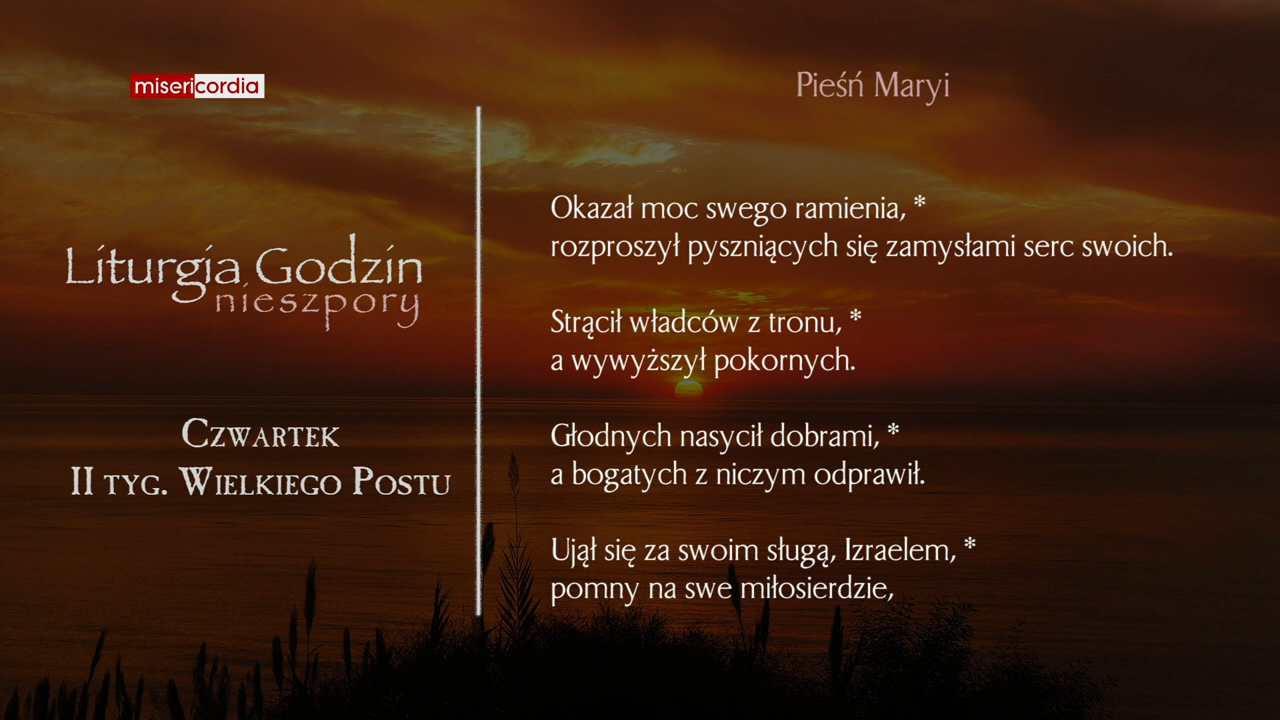 misericordia
Liturgia Godzin
nieszpory
Czwartek
II tyg. Wielkiego Postu
Pieśń Maryi
Okazał moc swego ramienia, *
rozproszył pyszniących się zamysłami serc swoich.
Strącił władców z tronu, *
a wywyższył pokornych.
Głodnych nasycił dobrami, *
a bogatych z niczym odprawił.
Ujął się za swoim sługą, Izraelem, *
pomny na swe miłosierdzie,